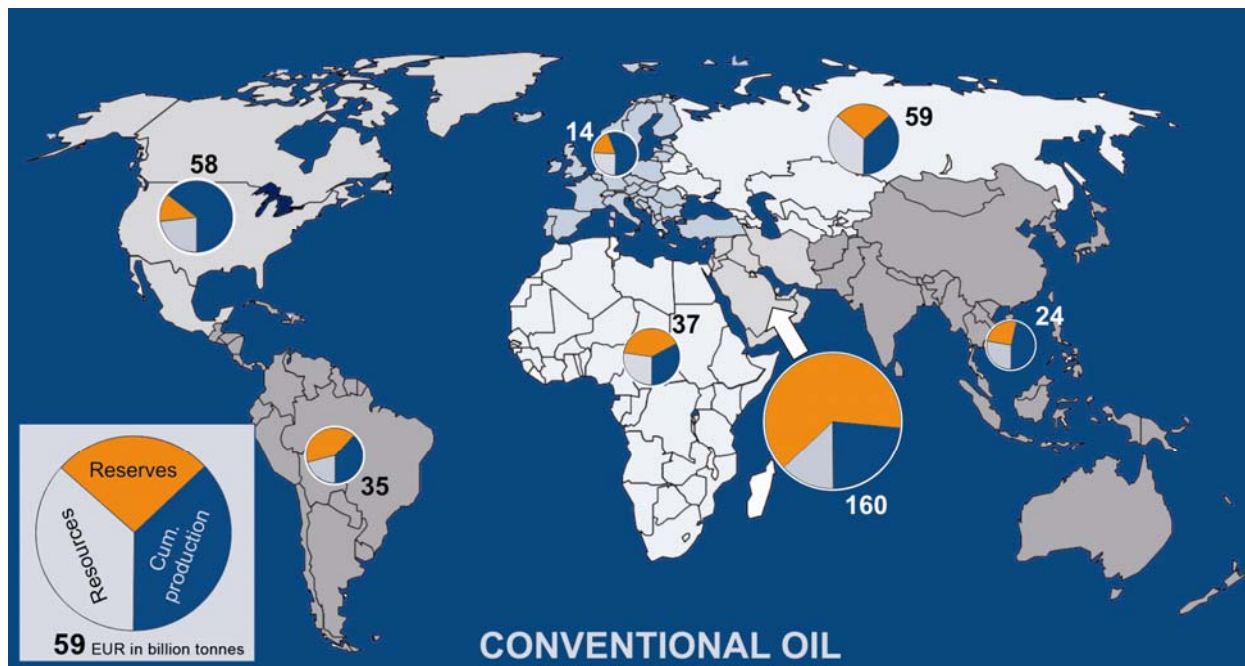 58
14
59
37
24
35
160
Reserves
Resources
Cum.
production
59 EUR in billion tonnes
CONVENTIONAL OIL